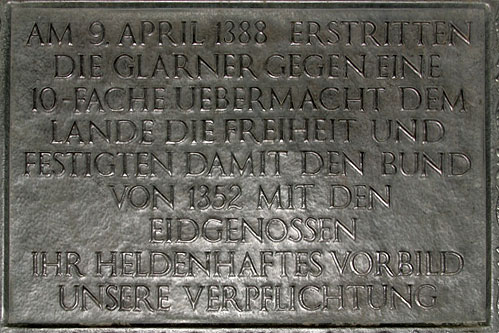 AM 9. APRIL 1388 ERSTRITTEN
DIE GLARNER GEGEN EINE
10-FACHE UEBERMACHT DEM
LANDE DIE FREIHEIT UND
FESTIGTEN DAMIT DEN BUND
VON 1352 MIT DEN
EIDGENOSSEN
IHR HELDENHAFTES VORBILD
UNSERE VERPFLICHTUNG